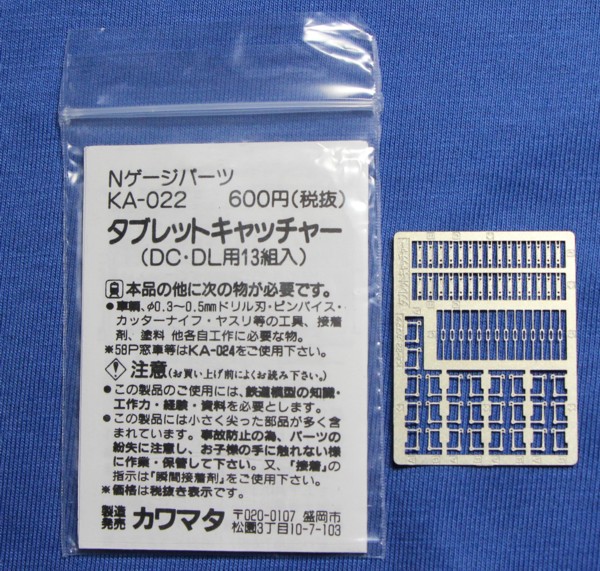 Nゲージパーツ
KA-022　600円(税抜)
タブレットキャッチャー
(DC・DL用13組入)
本品の他に次の物が必要です。
●車輌、φ0.3〜0.5mmドリル刃・ピンバイス・
カッターナイフ・ヤスリ等の工具、接着
剤、塗料 他各自工作に必要な物。
※58P窓車等はKA-024をご使用下さい。
注意(お買い上げ前によくお読み下さい。)
●この製品のご使用には、鉄道模型の知識・
工作力・経験・資料を必要とします。
●この製品には小さく尖った部品が多く含
まれています。事故防止の為、パーツの
紛失に注意し、お子様の手に触れない様
に作業・保管して下さい。又、「接着」の
指示は「瞬間接着剤」をご使用下さい。
※価格は税抜き表示です。
製造
発売 カワマタ 〒020-0107 盛岡市
松園3丁目10-7-103